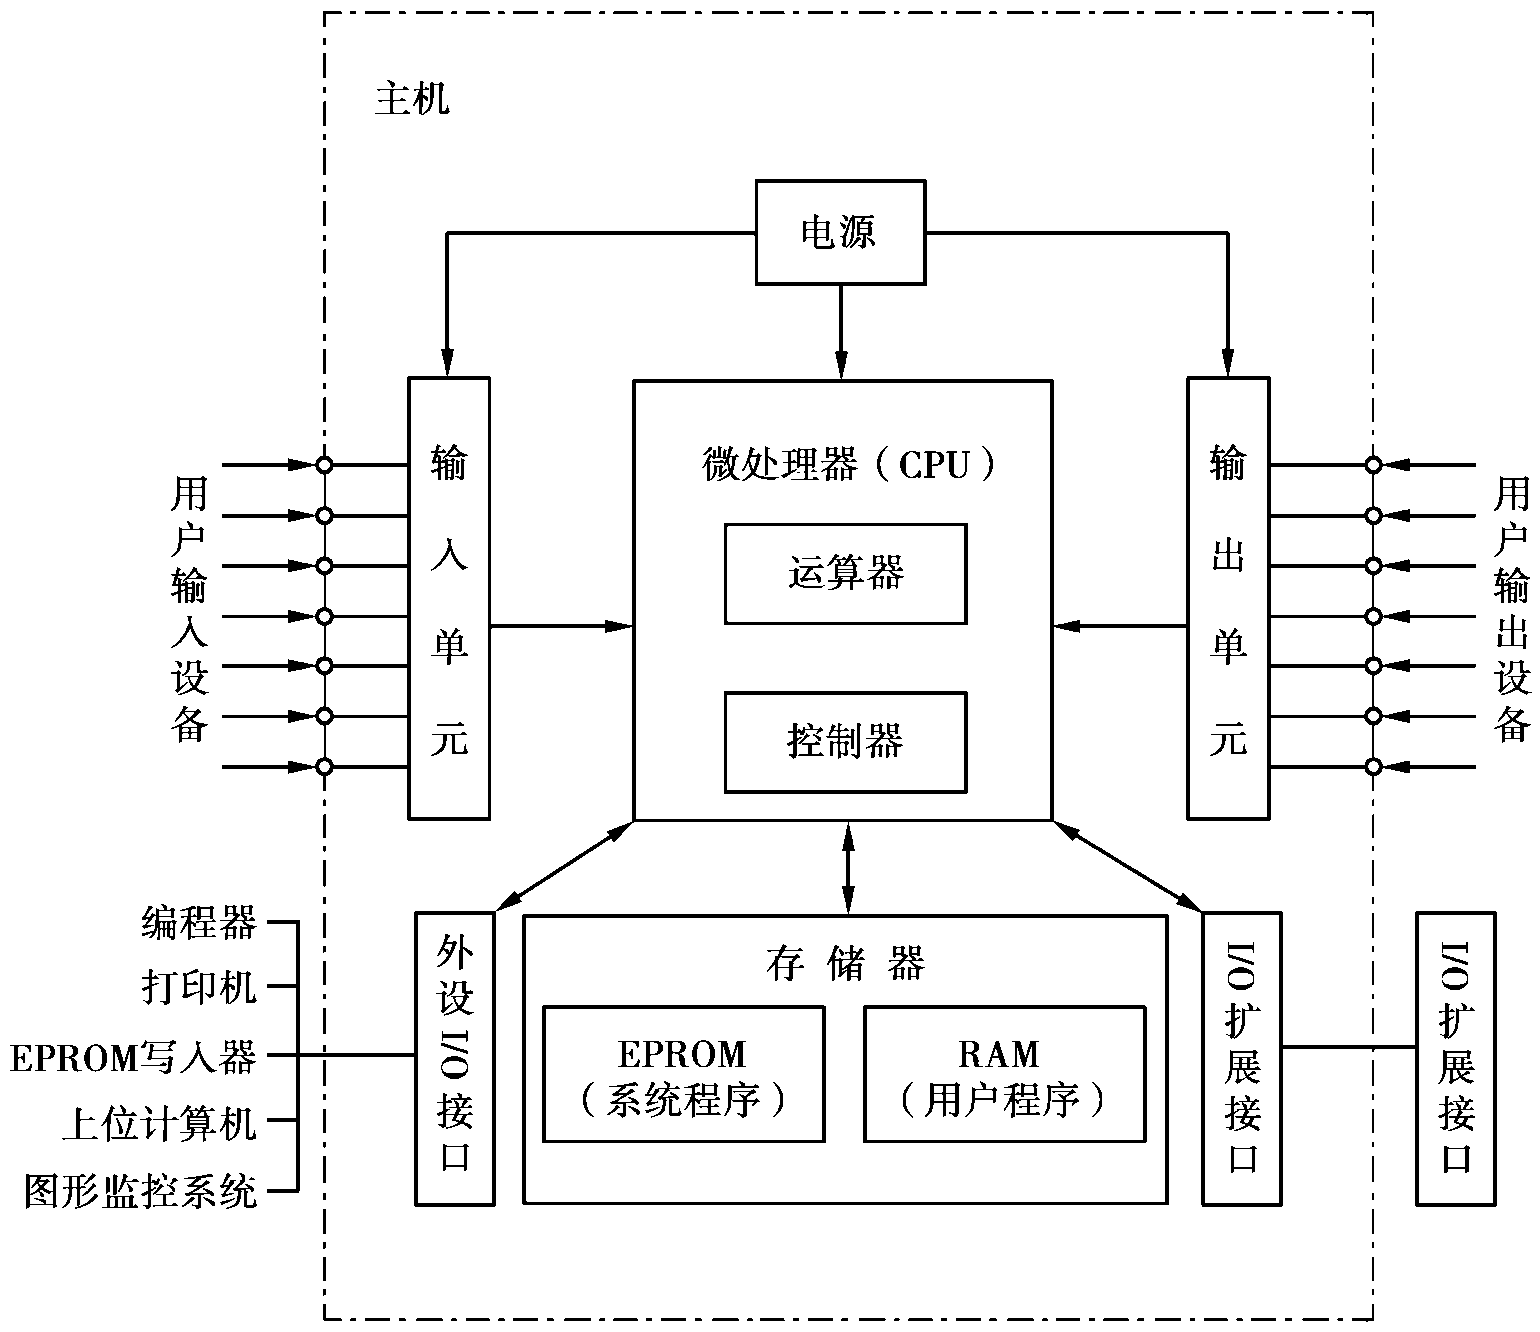 主机
电源
用户输入设备
输入单元
微处理器（CPU）
运算器
控制器
输出单元
用户输出设备
编程器
打印机
EPROM写入器
上位计算机
图形监控系统
外设I/O接口
存储器
EPROM
（系统程序）
RAM
（用户程序）
I/O扩展接口
I/O扩展接口